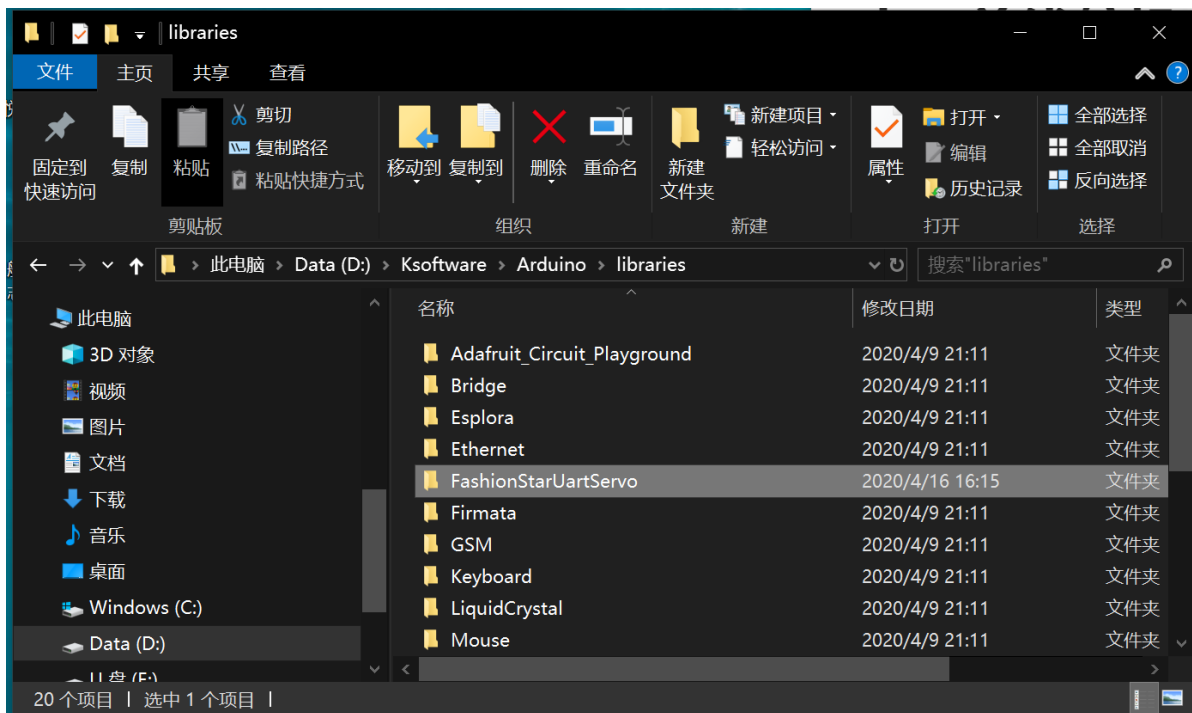 libraries
文件 主页 共享 查看
固定到
快速访问
复制
粘贴
剪切
复制路径
粘贴快捷方式
剪贴板
移动到 复制到 删除 重命名
组织
新建
文件夹
新建项目
轻松访问
新建
属性
打开
编辑
历史记录
打开
全部选择
全部取消
反向选择
选择
此电脑 › Data (D:) › Ksoftware › Arduino › libraries
搜索"libraries"
此电脑
3D 对象
视频
图片
文档
下载
音乐
桌面
Windows (C:)
Data (D:)
U 盘 (F:)
名称 修改日期 类型
Adafruit_Circuit_Playground 2020/4/9 21:11 文件夹
Bridge 2020/4/9 21:11 文件夹
Esplora 2020/4/9 21:11 文件夹
Ethernet 2020/4/9 21:11 文件夹
FashionStarUartServo 2020/4/16 16:15 文件夹
Firmata 2020/4/9 21:11 文件夹
GSM 2020/4/9 21:11 文件夹
Keyboard 2020/4/9 21:11 文件夹
LiquidCrystal 2020/4/9 21:11 文件夹
Mouse 2020/4/9 21:11 文件夹
20 个项目 选中 1 个项目